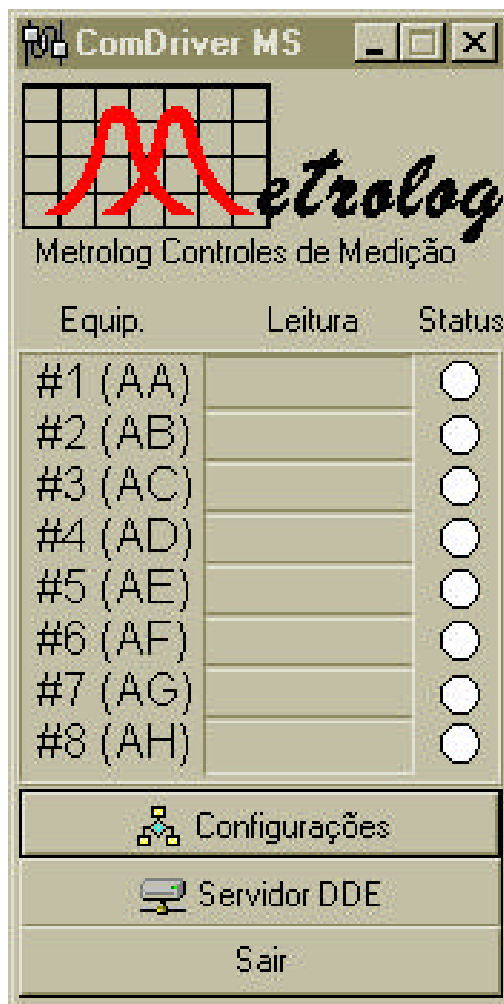 ComDriver MS
etrolog
Metrolog Controles de Medição
Equip. Leitura Status
#1 (AA)
#2 (AB)
#3 (AC)
#4 (AD)
#5 (AE)
#6 (AF)
#7 (AG)
#8 (AH)
Configurações
Servidor DDE
Sair